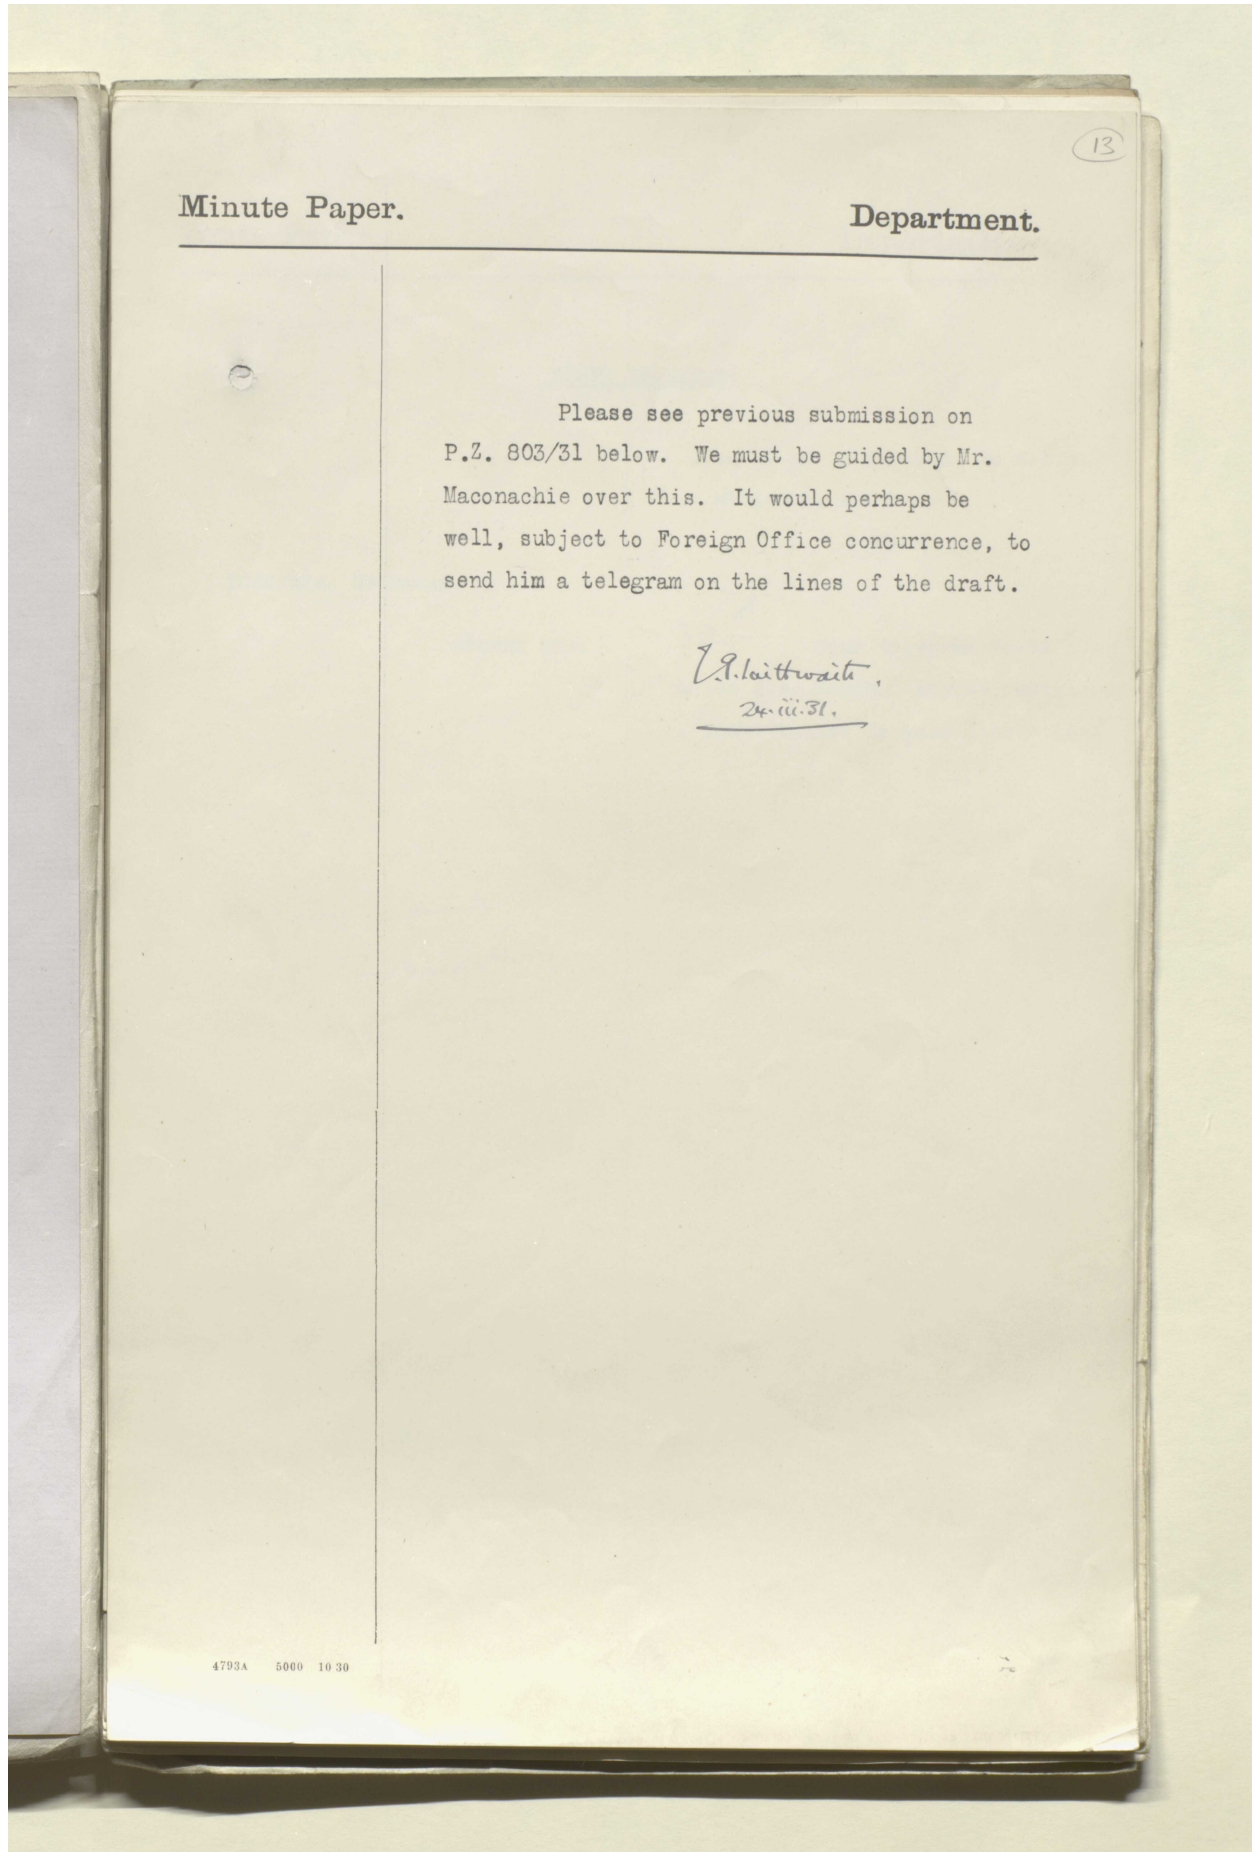 13
Minute Paper.
Department.
Please see previous submission on
P.Z. 803/31 below. We must be guided by Mr.
Maconachie over this. It would perhaps be
well, subject to Foreign Office concurrence, to
send him a telegram on the lines of the draft.
J.G. Laithwaite.
24.iii.31.
4793A 5000 10 30